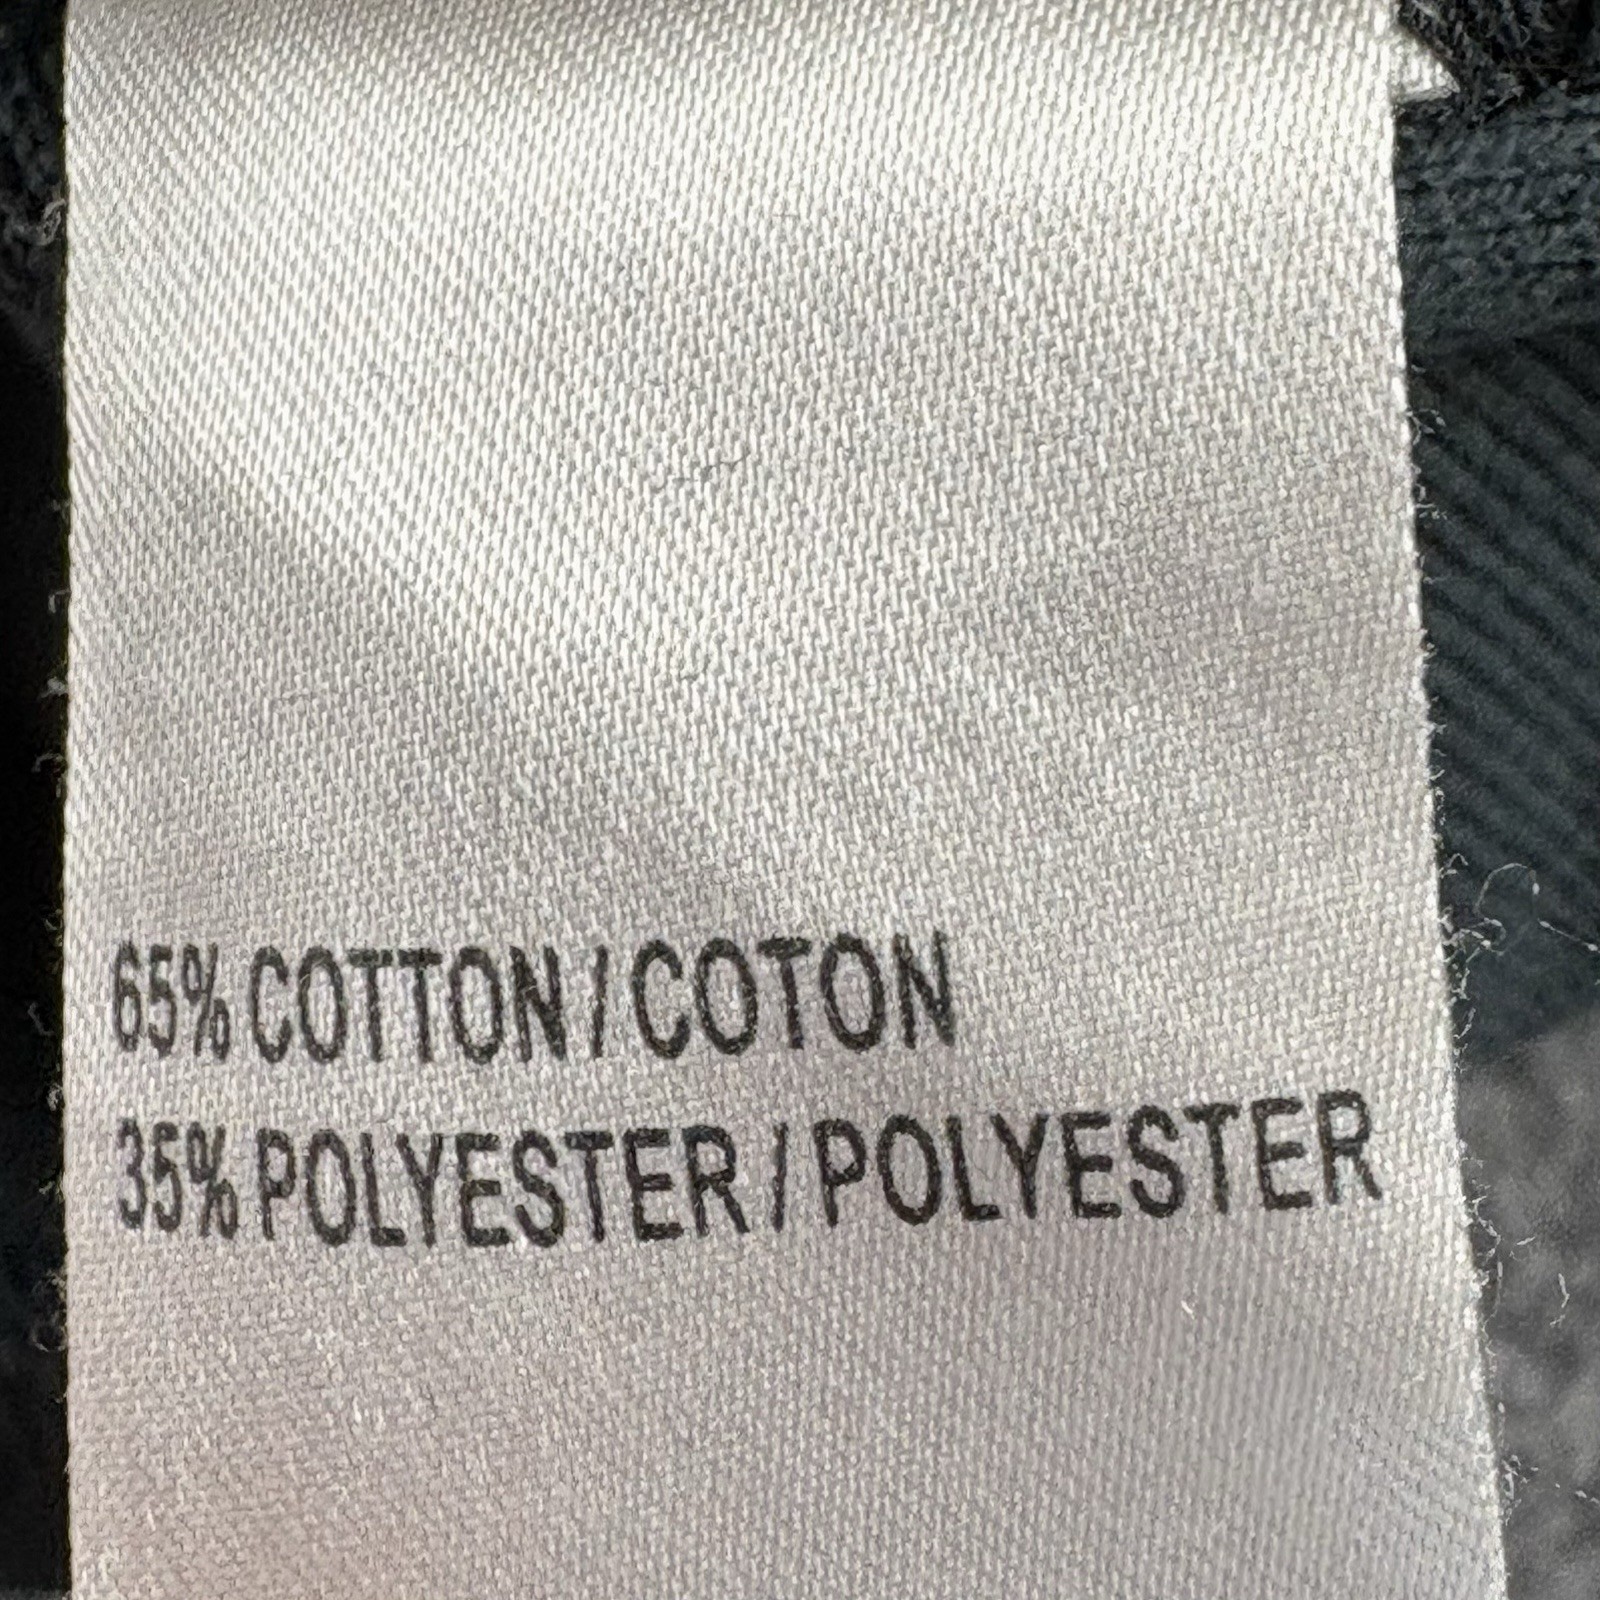 65% COTTON / COTON
35% POLYESTER / POLYESTER